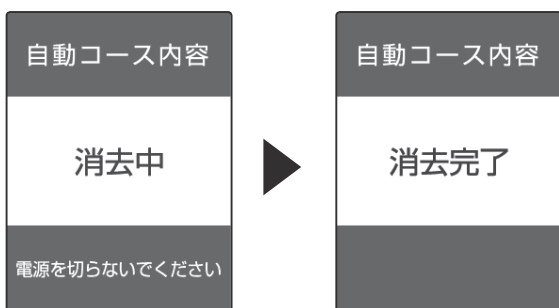 自動コース内容
消去中
電源を切らないでください
自動コース内容
消去完了